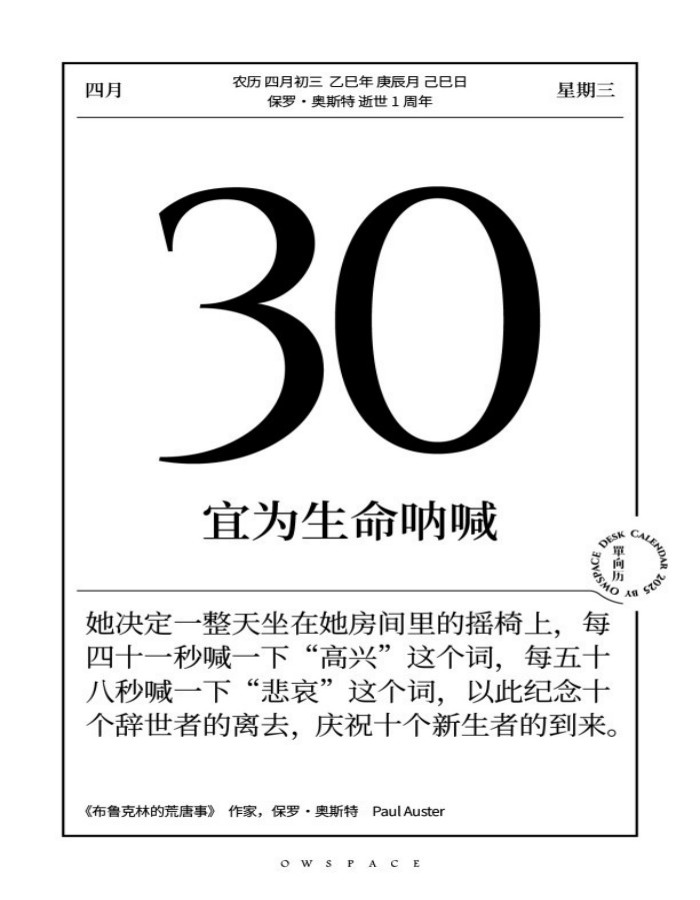 四月
农历 四月初三 乙巳年 庚辰月 己巳日
保罗·奥斯特 逝世 1 周年
星期三
30
宜为生命呐喊
單向历
DESK CALENDAR 2025 BY OWSPACE
她决定一整天坐在她房间里的摇椅上，每
四十一秒喊一下“高兴”这个词，每五十
八秒喊一下“悲哀”这个词，以此纪念十
个辞世者的离去，庆祝十个新生者的到来。
《布鲁克林的荒唐事》 作家，保罗·奥斯特 Paul Auster
OWSPACE